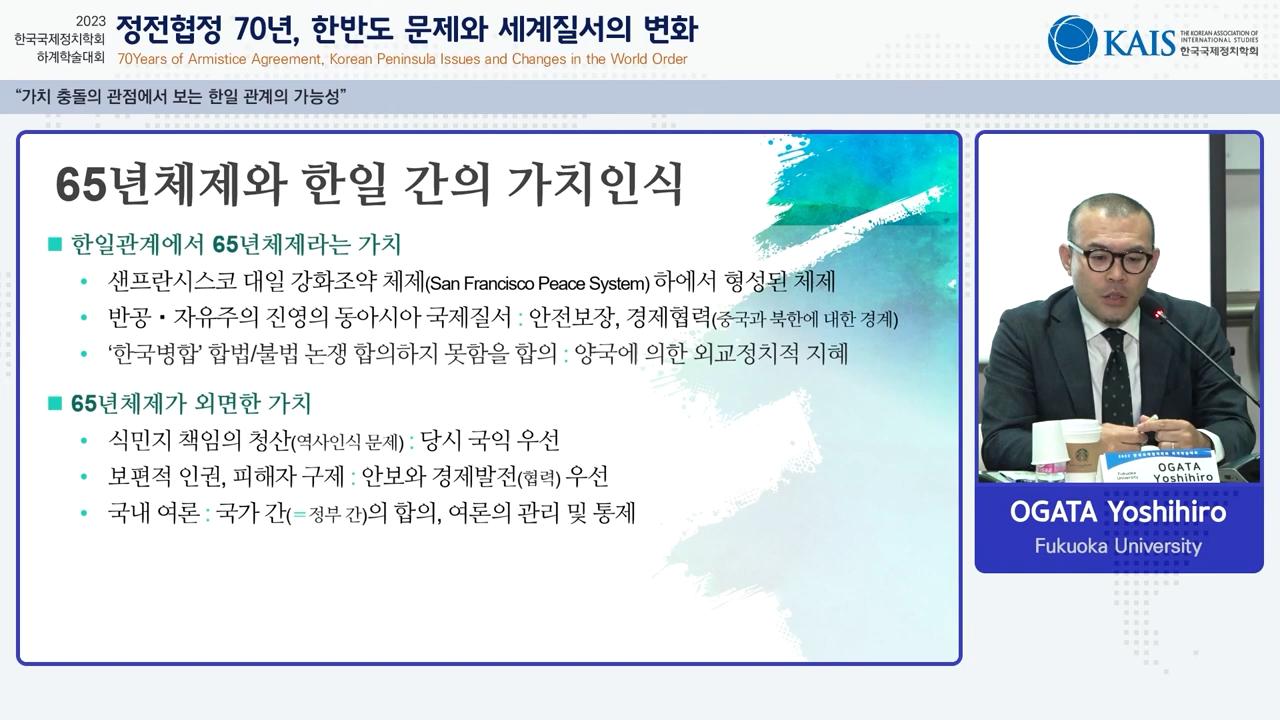 2023
한국국제정치학회
하계학술대회
정전협정 70년, 한반도 문제와 세계질서의 변화
70Years of Armistice Agreement, Korean Peninsula Issues and Changes in the World Order
KAIS
THE KOREAN ASSOCIATION OF
INTERNATIONAL STUDIES
한국국제정치학회
“가치 충돌의 관점에서 보는 한일 관계의 가능성”
65년체제와 한일 간의 가치인식
■ 한일관계에서 65년체제라는 가치
• 샌프란시스코 대일 강화조약 체제(San Francisco Peace System) 하에서 형성된 체제
• 반공・자유주의 진영의 동아시아 국제질서 : 안전보장, 경제협력(중국과 북한에 대한 경계)
• ‘한국병합’ 합법/불법 논쟁 합의하지 못함을 합의 : 양국에 의한 외교정치적 지혜
■ 65년체제가 외면한 가치
• 식민지 책임의 청산(역사인식 문제) : 당시 국익 우선
• 보편적 인권, 피해자 구제 : 안보와 경제발전(협력) 우선
• 국내 여론 : 국가 간(=정부 간)의 합의, 여론의 관리 및 통제
Fukuoka
University
OGATA
Yoshihiro
OGATA Yoshihiro
Fukuoka University